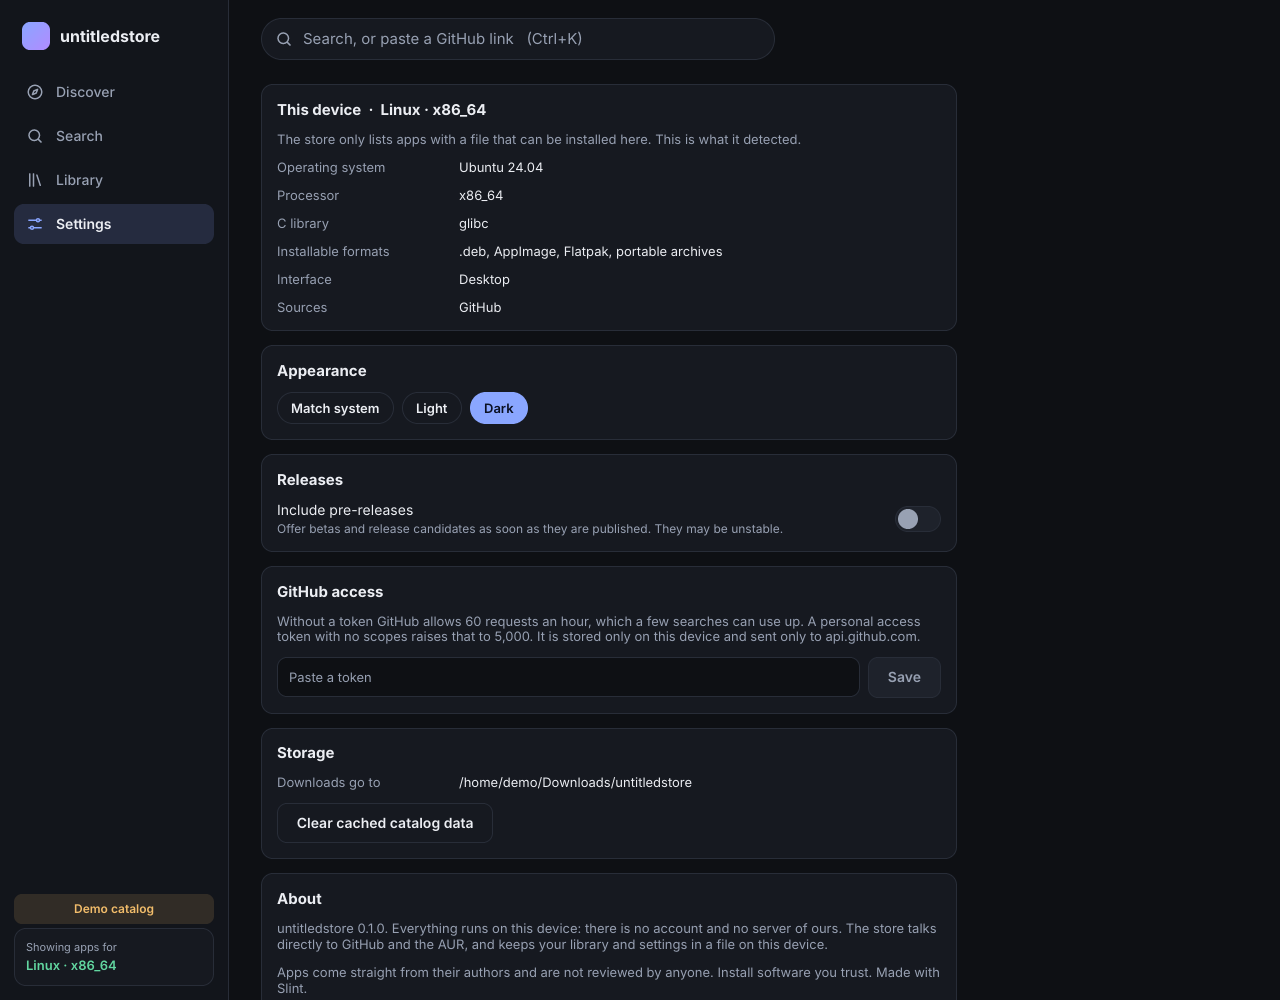 untitledstore
Discover
Search
Library
Settings
Demo catalog
Showing apps for
Linux · x86_64
Search, or paste a GitHub link (Ctrl+K)
This device · Linux · x86_64
The store only lists apps with a file that can be installed here. This is what it detected.
Operating system Ubuntu 24.04
Processor x86_64
C library glibc
Installable formats .deb, AppImage, Flatpak, portable archives
Interface Desktop
Sources GitHub
Appearance
Match system Light Dark
Releases
Include pre-releases
Offer betas and release candidates as soon as they are published. They may be unstable.
GitHub access
Without a token GitHub allows 60 requests an hour, which a few searches can use up. A personal access
token with no scopes raises that to 5,000. It is stored only on this device and sent only to api.github.com.
Paste a token Save
Storage
Downloads go to /home/demo/Downloads/untitledstore
Clear cached catalog data
About
untitledstore 0.1.0. Everything runs on this device: there is no account and no server of ours. The store talks
directly to GitHub and the AUR, and keeps your library and settings in a file on this device.
Apps come straight from their authors and are not reviewed by anyone. Install software you trust. Made with
Slint.